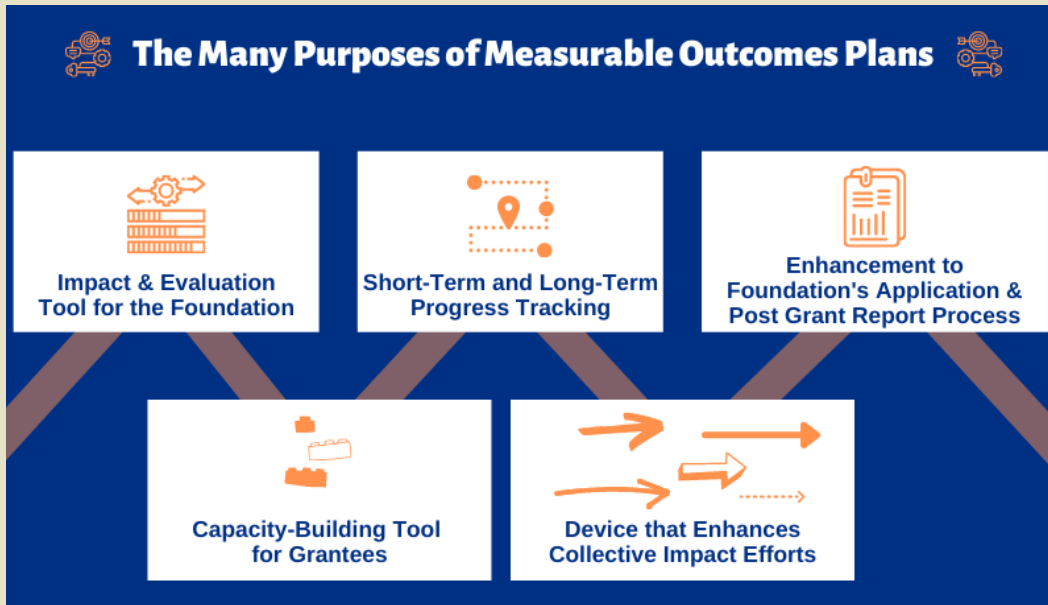 The Many Purposes of Measurable Outcomes Plans
Impact & Evaluation
Tool for the Foundation
Short-Term and Long-Term
Progress Tracking
Enhancement to
Foundation's Application &
Post Grant Report Process
Capacity-Building Tool
for Grantees
Device that Enhances
Collective Impact Efforts